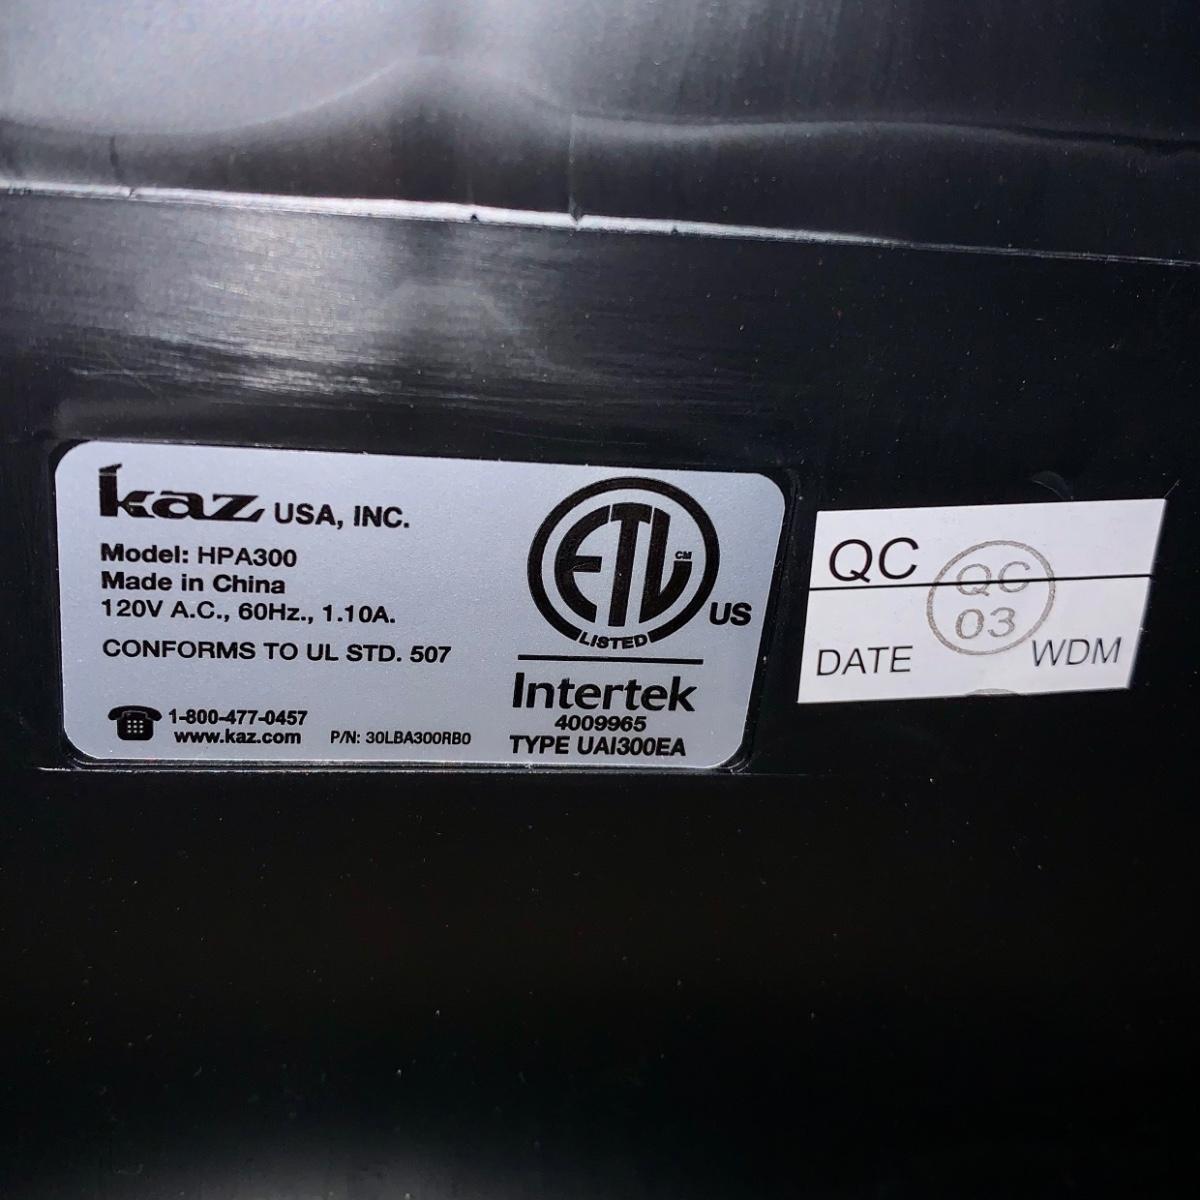 kaz USA, INC.
Model: HPA300
Made in China
120V A.C., 60Hz., 1.10A.
CONFORMS TO UL STD. 507
1-800-477-0457
www.kaz.com
P/N: 30LBA300RB0
ETL CM
LISTED
US
Intertek
4009965
TYPE UAI300EA
QC
QC
03
DATE
WDM